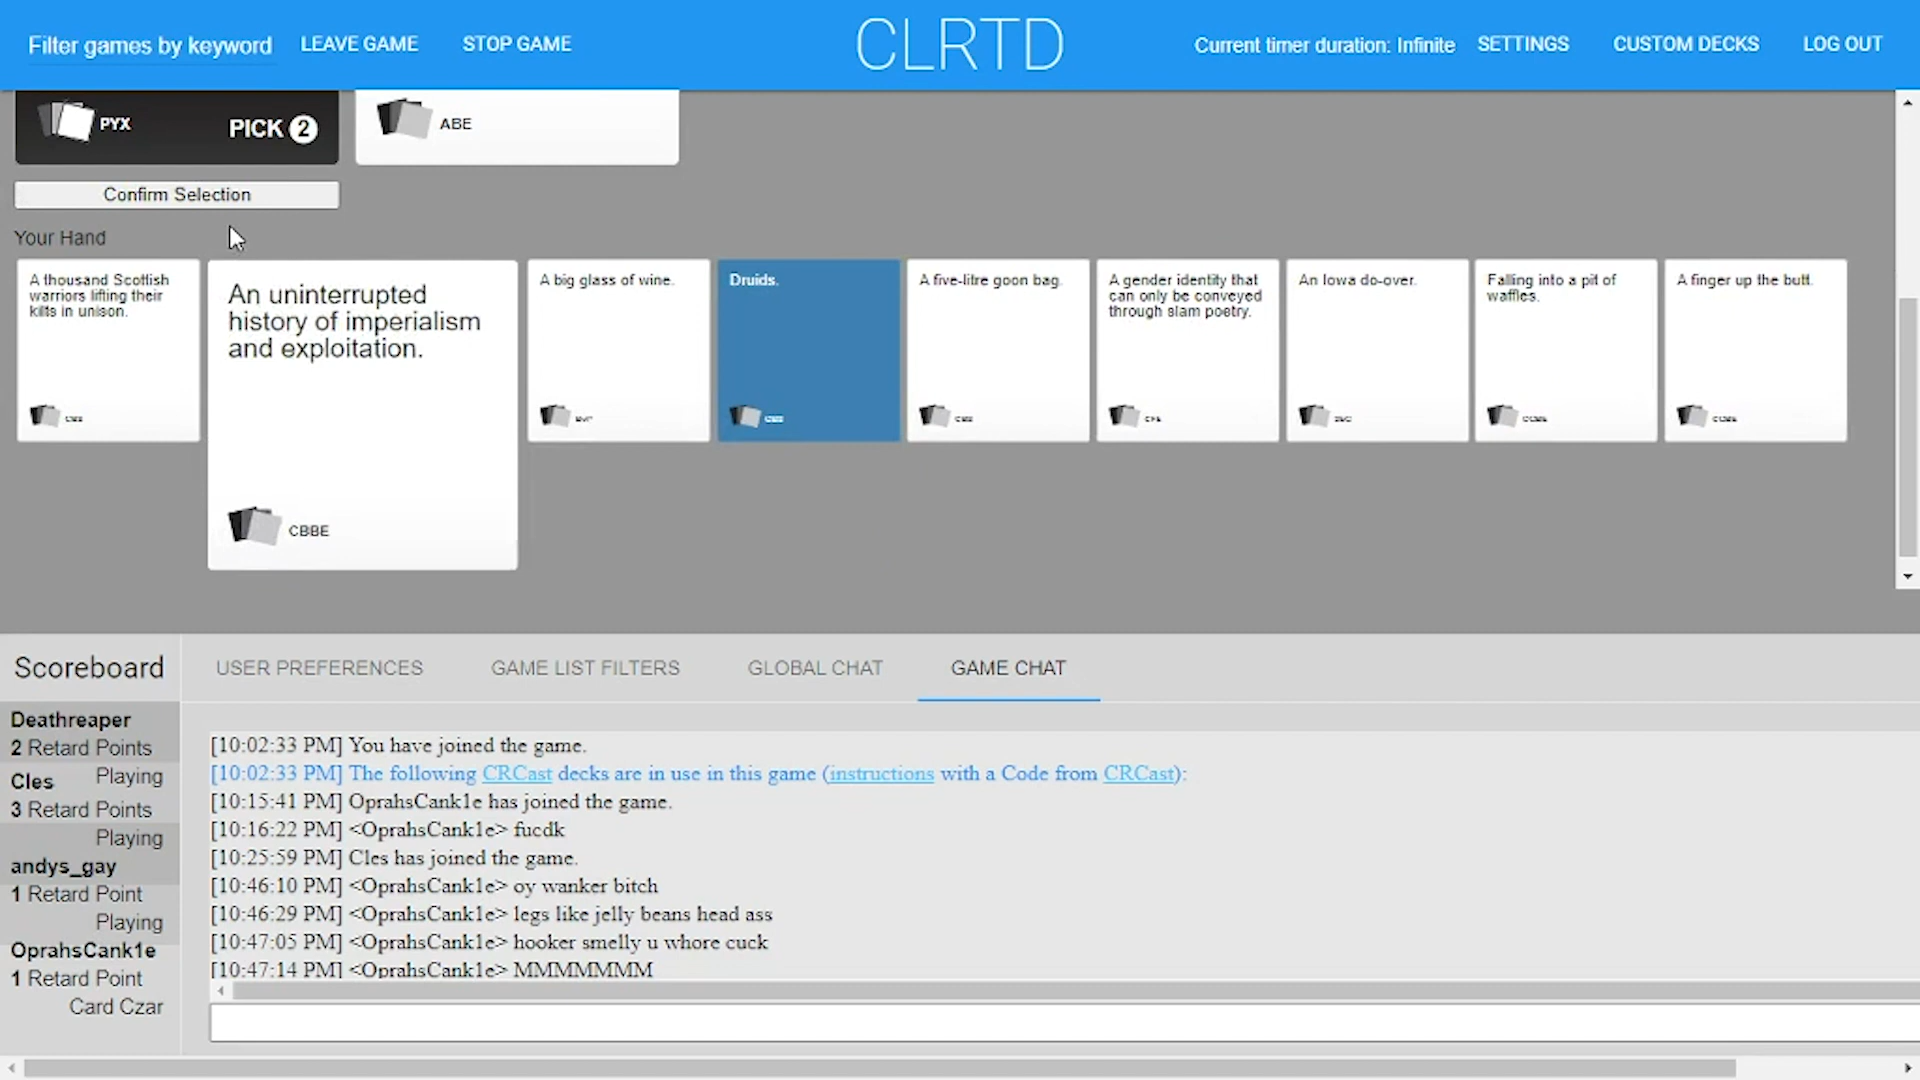 Filter games by keyword LEAVE GAME STOP GAME CLRTD Current timer duration: Infinite SETTINGS CUSTOM DECKS LOG OUT
PYX PICK 2 ABE
Confirm Selection
Your Hand
A thousand Scottish
warriors lifting their
kilts in unison.
An uninterrupted
history of imperialism
and exploitation.
CBBE
A big glass of wine.
Druids.
A five-litre goon bag.
A gender identity that
can only be conveyed
through slam poetry.
An Iowa do-over.
Falling into a pit of
waffles.
A finger up the butt.
Scoreboard
Deathreaper
2 Retard Points
Playing
Cles
3 Retard Points
Playing
andys_gay
1 Retard Point
Playing
OprahsCank1e
1 Retard Point
Card Czar
USER PREFERENCES GAME LIST FILTERS GLOBAL CHAT GAME CHAT
[10:02:33 PM] You have joined the game.
[10:02:33 PM] The following CRCast decks are in use in this game (instructions with a Code from CRCast):
[10:15:41 PM] OprahsCank1e has joined the game.
[10:16:22 PM] <OprahsCank1e> fucdk
[10:25:59 PM] Cles has joined the game.
[10:46:10 PM] <OprahsCank1e> oy wanker bitch
[10:46:29 PM] <OprahsCank1e> legs like jelly beans head ass
[10:47:05 PM] <OprahsCank1e> hooker smelly u whore cuck
[10:47:14 PM] <OprahsCank1e> MMMMMMM